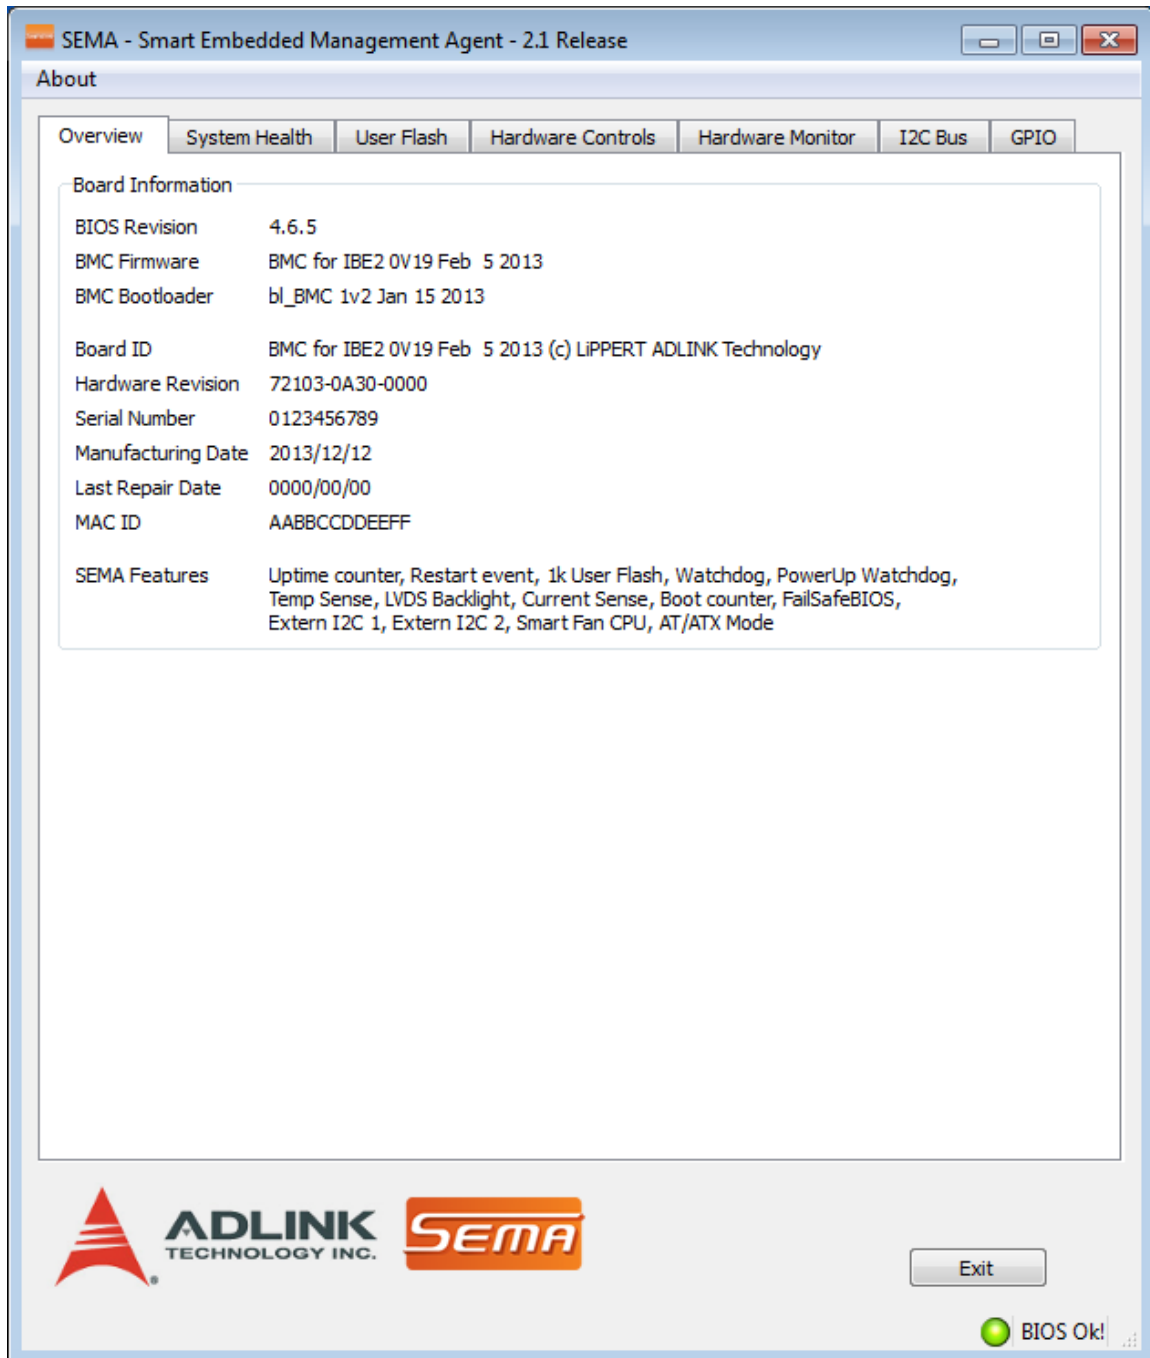 SEMA - Smart Embedded Management Agent - 2.1 Release
About
Overview System Health User Flash Hardware Controls Hardware Monitor I2C Bus GPIO
Board Information
BIOS Revision 4.6.5
BMC Firmware BMC for IBE2 0V19 Feb  5 2013
BMC Bootloader bl_BMC 1v2 Jan 15 2013
Board ID BMC for IBE2 0V19 Feb  5 2013 (c) LiPPERT ADLINK Technology
Hardware Revision 72103-0A30-0000
Serial Number 0123456789
Manufacturing Date 2013/12/12
Last Repair Date 0000/00/00
MAC ID AABBCCDDEEFF
SEMA Features Uptime counter, Restart event, 1k User Flash, Watchdog, PowerUp Watchdog,
Temp Sense, LVDS Backlight, Current Sense, Boot counter, FailSafeBIOS,
Extern I2C 1, Extern I2C 2, Smart Fan CPU, AT/ATX Mode
ADLINK
TECHNOLOGY INC.
SEMA
Exit
BIOS Ok!